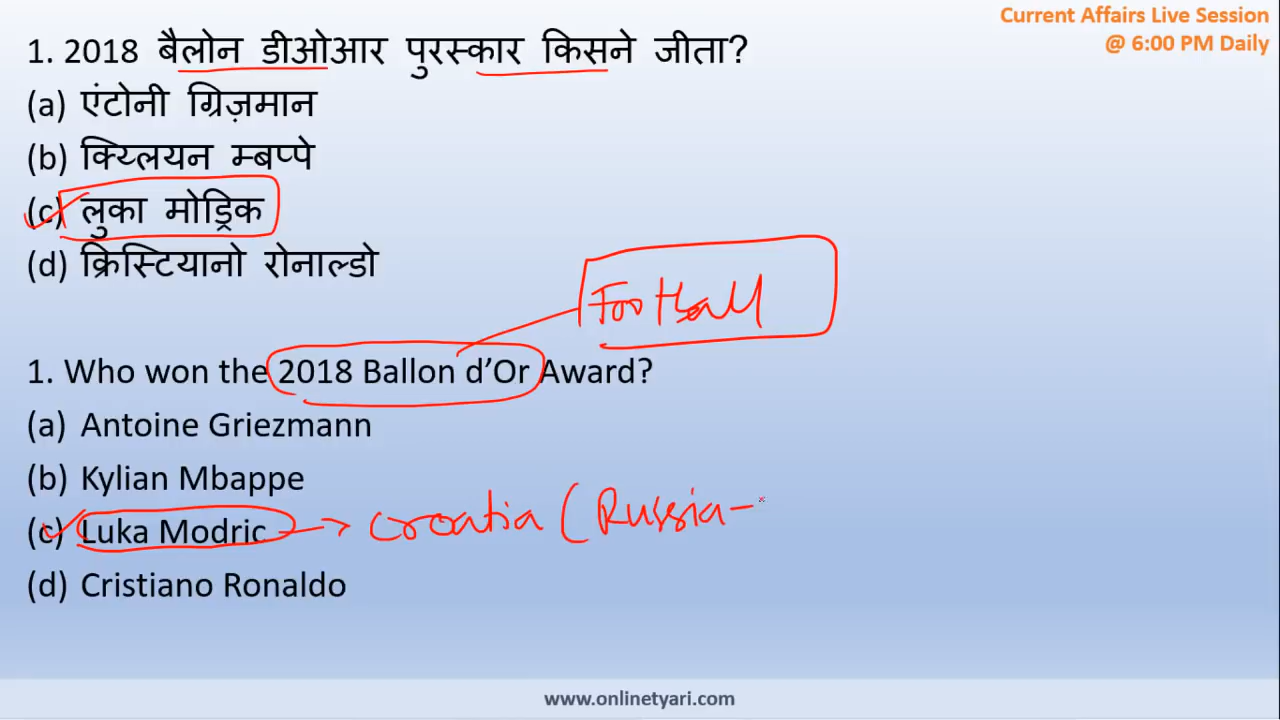 Current Affairs Live Session
@ 6:00 PM Daily
1. 2018 बैलोन डीओआर पुरस्कार किसने जीता?
(a) एंटोनी ग्रिज़मान
(b) क्य्लियन म्बप्पे
(c) लुका मोड्रिक
(d) क्रिस्टियानो रोनाल्डो
Football
1. Who won the 2018 Ballon d’Or Award?
(a) Antoine Griezmann
(b) Kylian Mbappe
(c) Luka Modric → Croatia (Russia-
(d) Cristiano Ronaldo
www.onlinetyari.com